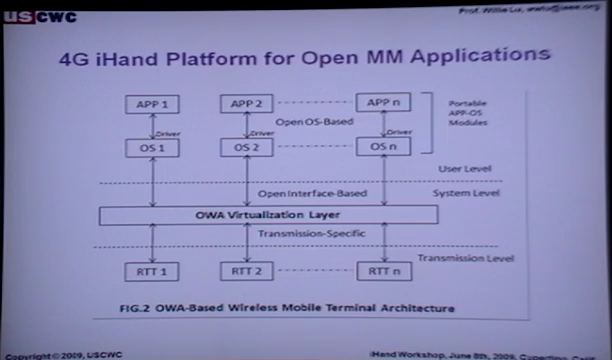 USCWC
Prof. Willie Lu, wwlu@ieee.org
4G iHand Platform for Open MM Applications
APP 1 APP 2 APP n
Portable
APP-OS
Modules
Open OS-Based
Driver Driver Driver
OS 1 OS 2 OS n
User Level
Open Interface-Based System Level
OWA Virtualization Layer
Transmission-Specific
Transmission Level
RTT 1 RTT 2 RTT n
FIG.2 OWA-Based Wireless Mobile Terminal Architecture
Copyright © 2009, USCWC
iHand Workshop, June 8th, 2009, Cupertino, Calif.